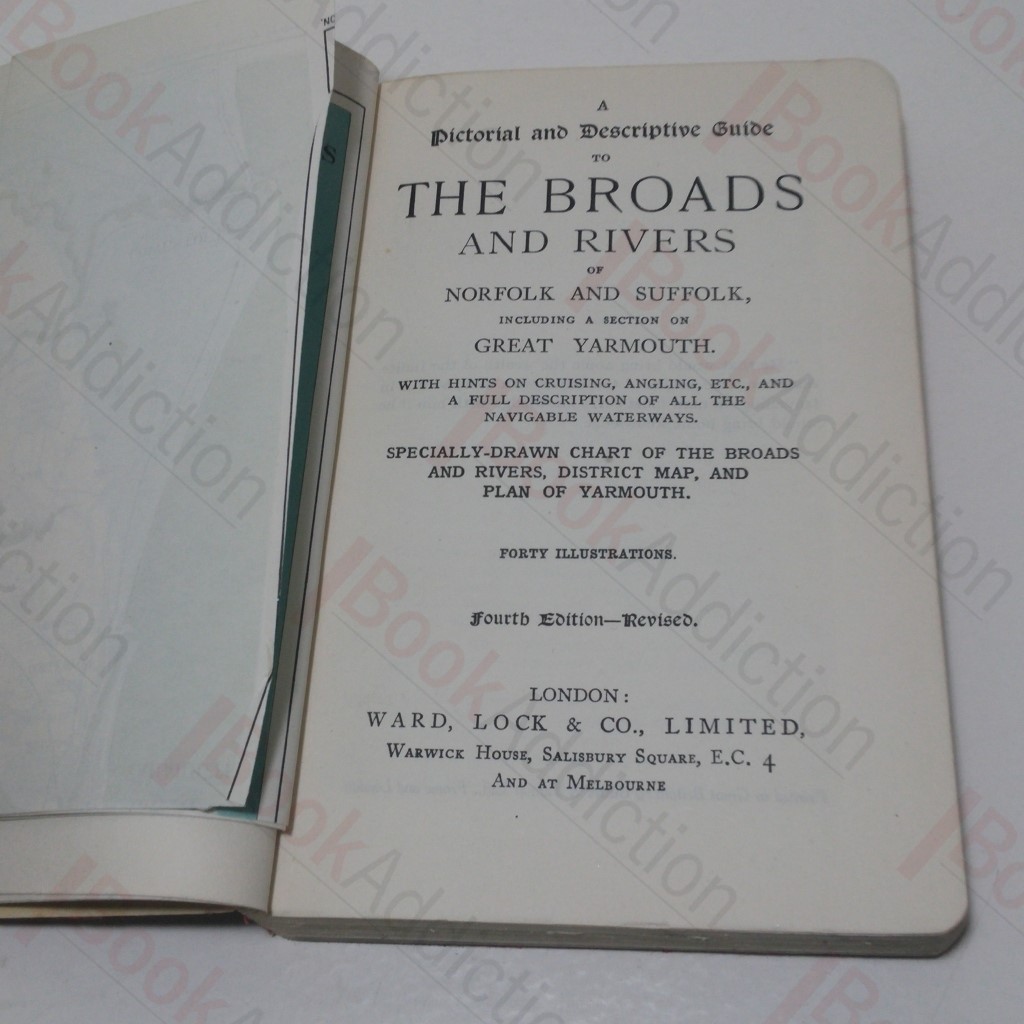 A
Pictorial and Descriptive Guide
TO
THE BROADS
AND RIVERS
OF
NORFOLK AND SUFFOLK,
INCLUDING A SECTION ON
GREAT YARMOUTH.
WITH HINTS ON CRUISING, ANGLING, ETC., AND
A FULL DESCRIPTION OF ALL THE
NAVIGABLE WATERWAYS.
SPECIALLY-DRAWN CHART OF THE BROADS
AND RIVERS, DISTRICT MAP, AND
PLAN OF YARMOUTH.
FORTY ILLUSTRATIONS.
Fourth Edition—Revised.
LONDON:
WARD, LOCK & CO., LIMITED,
WARWICK HOUSE, SALISBURY SQUARE, E.C. 4
AND AT MELBOURNE
BookAddiction